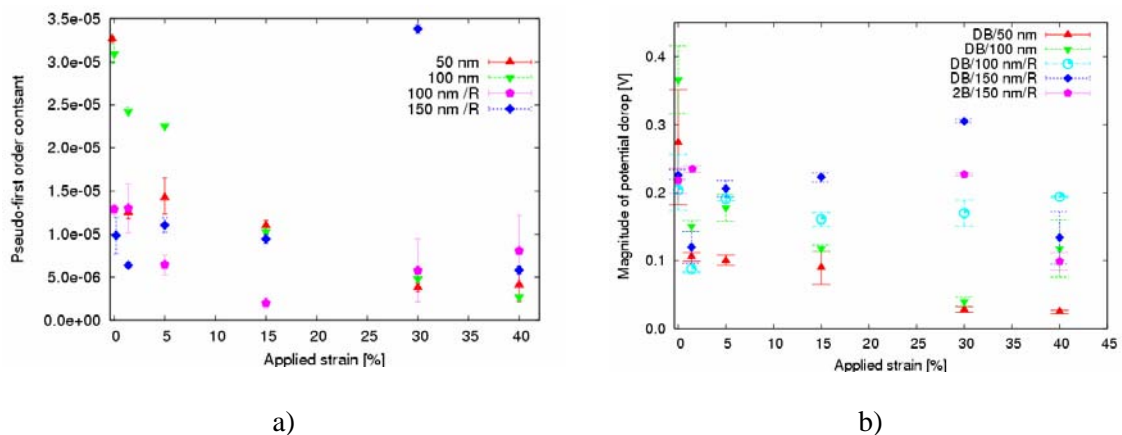 Pseudo-first order contsant
3.5e-05
3.0e-05
2.5e-05
2.0e-05
1.5e-05
1.0e-05
5.0e-06
0.0e+00
50 nm
100 nm
100 nm /R
150 nm /R
0 5 10 15 20 25 30 35 40
Applied strain [%]
a)
Magnitude of potential dorop [V]
0.4
0.3
0.2
0.1
0.0
DB/50 nm
DB/100 nm
DB/100 nm/R
DB/150 nm/R
2B/150 nm/R
0 5 10 15 20 25 30 35 40 45
Applied strain [%]
b)